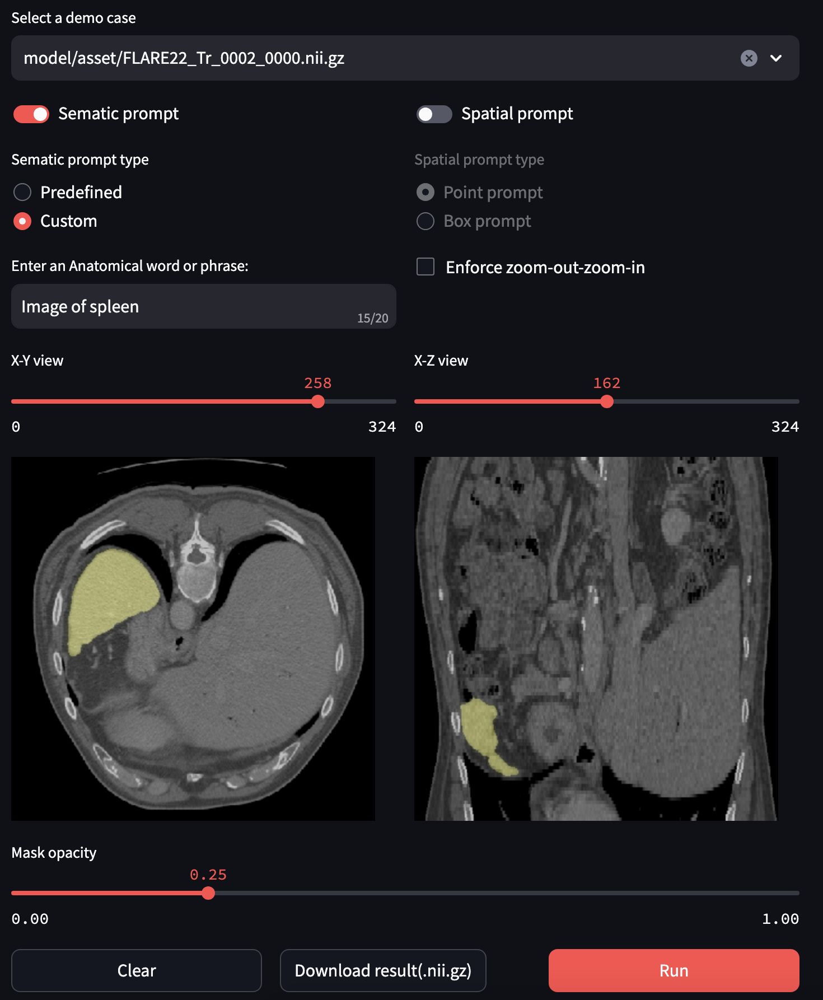 Select a demo case
model/asset/FLARE22_Tr_0002_0000.nii.gz
Sematic prompt
Spatial prompt
Sematic prompt type
Predefined
Custom
Spatial prompt type
Point prompt
Box prompt
Enter an Anatomical word or phrase:
Image of spleen
15/20
Enforce zoom-out-zoom-in
X-Y view
258
0 324
X-Z view
162
0 324
Mask opacity
0.25
0.00 1.00
Clear
Download result(.nii.gz)
Run